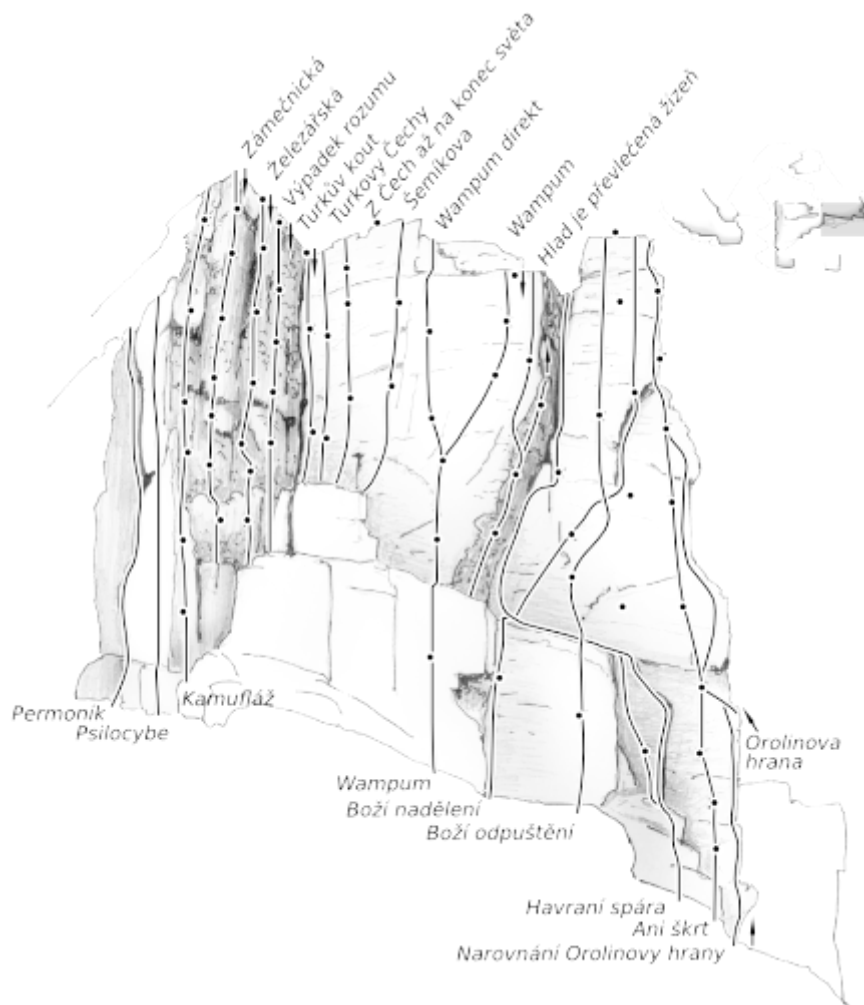 Zámečnická
Železářská
Výpadek rozumu
Turkův kout
Turkovy Čechy
Z Čech až na konec světa
Šerníkova
Wampum direkt
Wampum
Hlad je převlečená žízeň
Permoník
Psilocybe
Kamufláž
Orolinova
hrana
Wampum
Boží nadělení
Boží odpuštění
Havraní spára
Ani škrt
Narovnání Orolinovy hrany